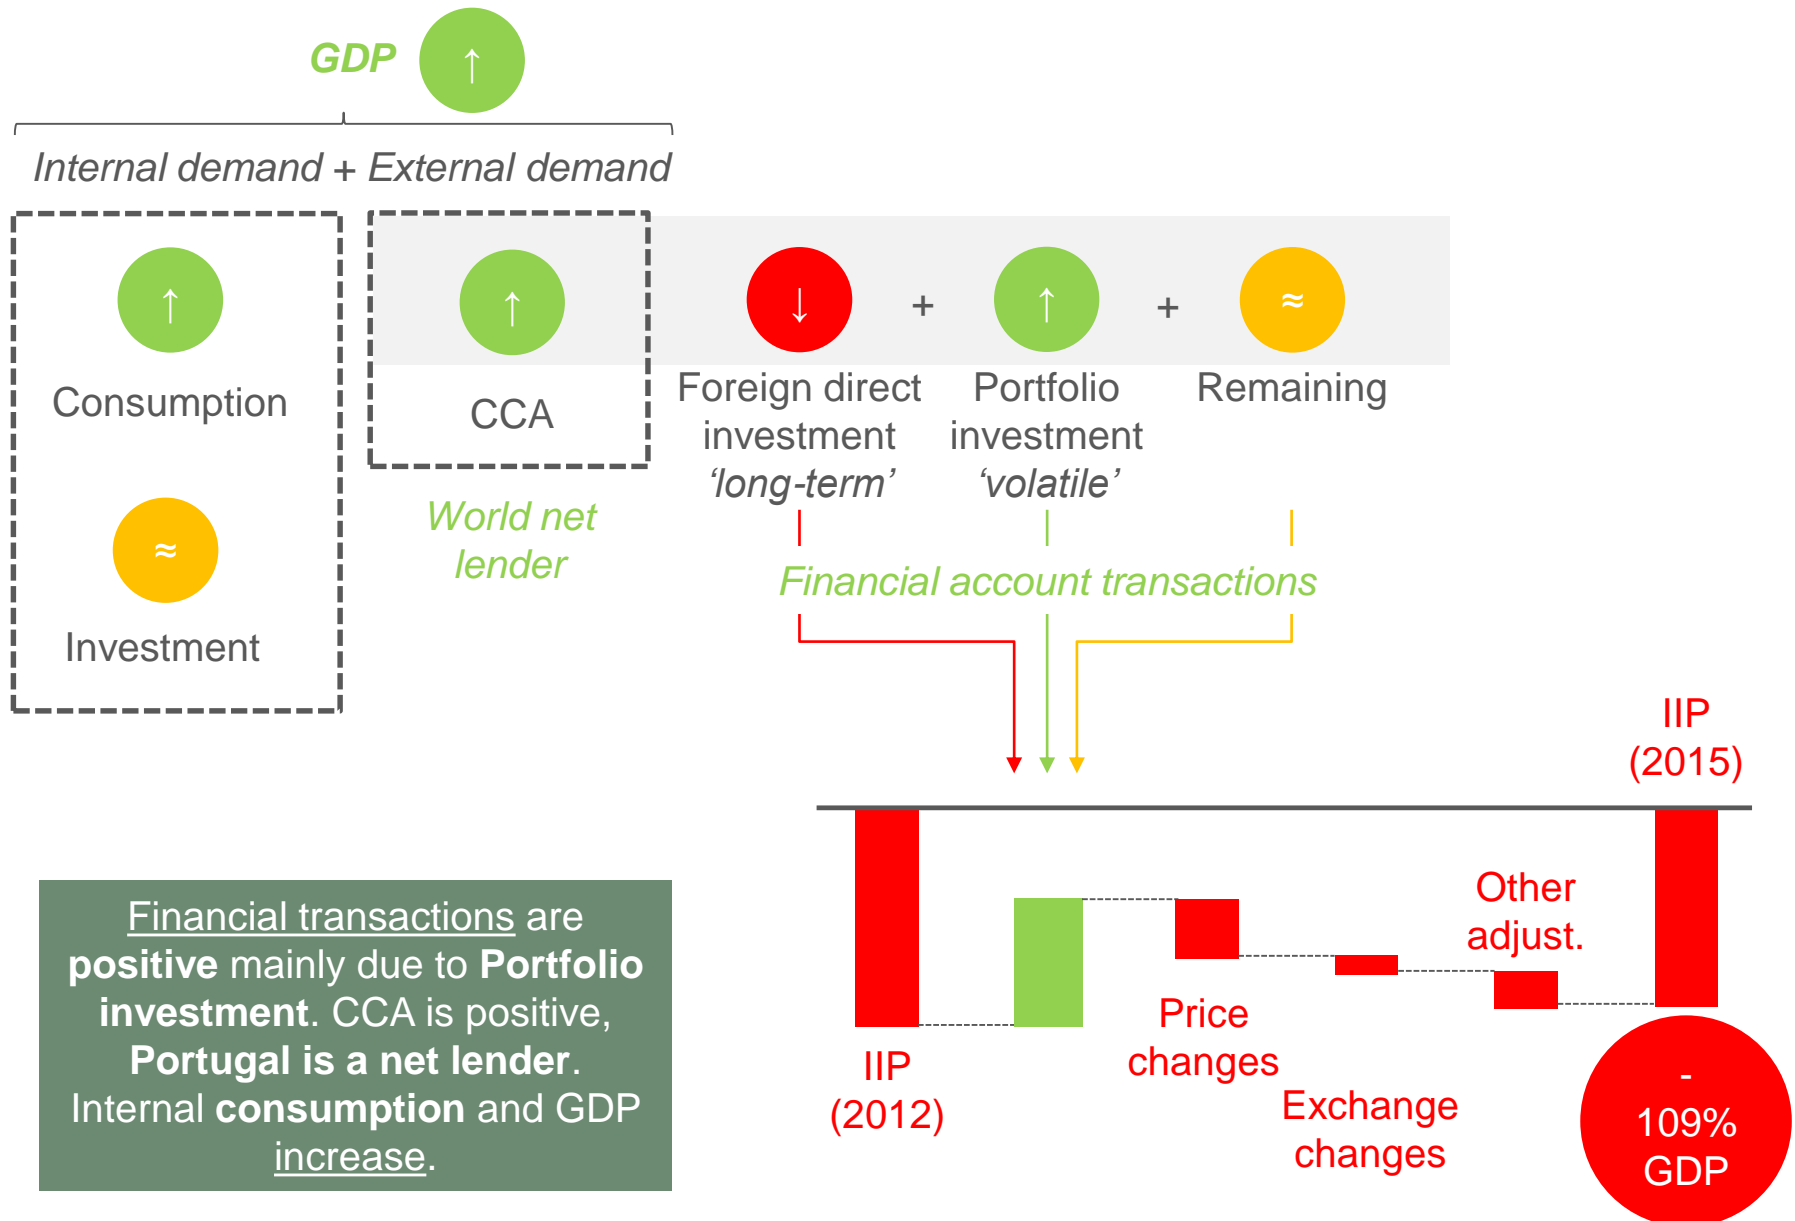 GDP ↑
Internal demand + External demand
↑
↑
↓ + ↑ + ≈
Consumption
CCA
Foreign direct
investment
‘long-term’
Portfolio
investment
‘volatile’
Remaining
≈
Investment
World net
lender
Financial account transactions
IIP
(2015)
Financial transactions are
positive mainly due to Portfolio
investment. CCA is positive,
Portugal is a net lender.
Internal consumption and GDP
increase.
IIP
(2012)
Price
changes
Exchange
changes
Other
adjust.
-
109%
GDP